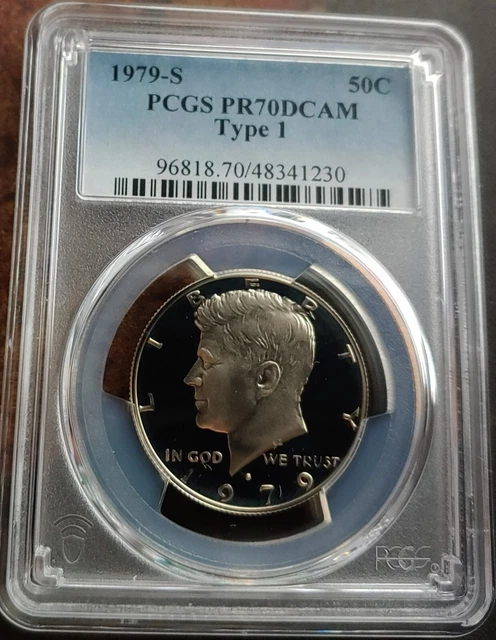 1979-S 50C
PCGS PR70DCAM
Type 1
96818.70/48341230
LIBERTY
IN GOD WE TRUST
1979
PCGS